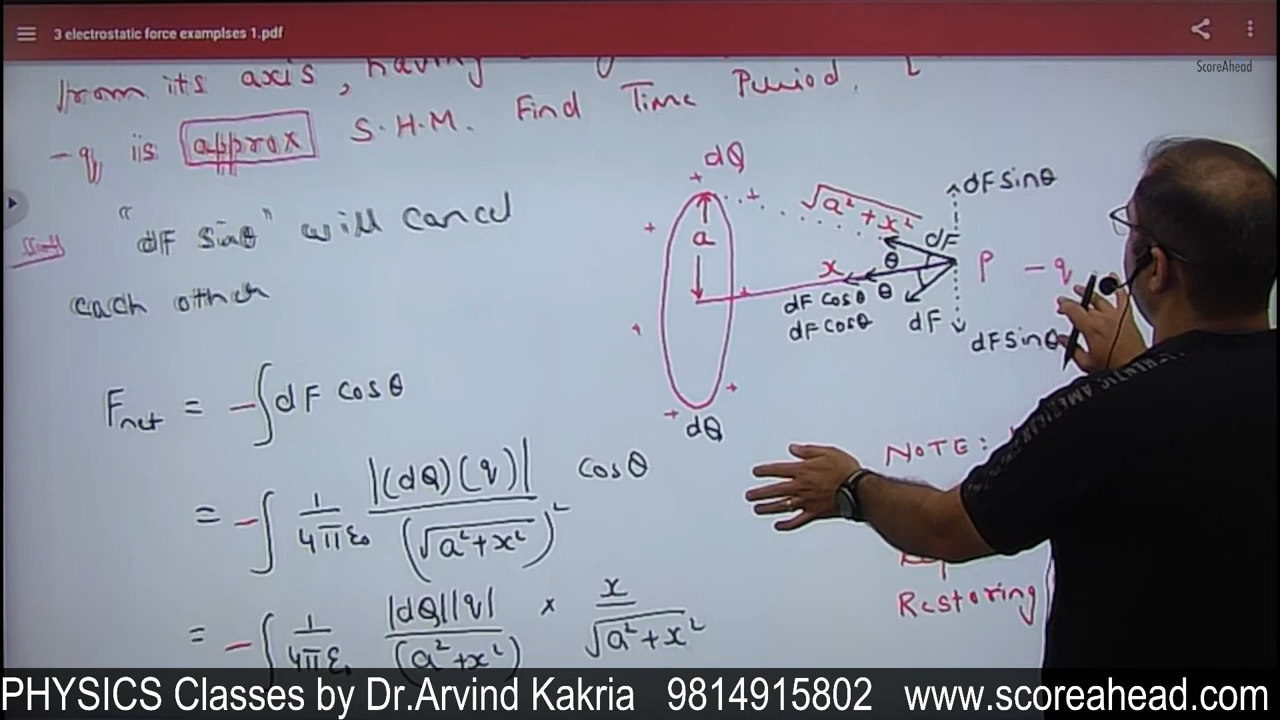 3 electrostatic force examplses 1.pdf
ScoreAhead
from its axis, having
-q is approx S.H.M. Find Time Period.
"dF sinθ" will cancel
each other
F_net = -∫dF cosθ
= -∫ 1/4πε₀ |(dQ)(q)|/(√a²+x²)² cosθ
= -∫ 1/4πε₀ |dQ||q|/(a²+x²) × x/√a²+x²
dQ
+
+
+
+
+
+
+
a
x
√a²+x²
dF sinθ
dF
θ
P -q
dF cosθ θ
dF cosθ
dF
dF sinθ
dQ
NOTE:
Restoring
PHYSICS Classes by Dr.Arvind Kakria 9814915802 www.scoreahead.com